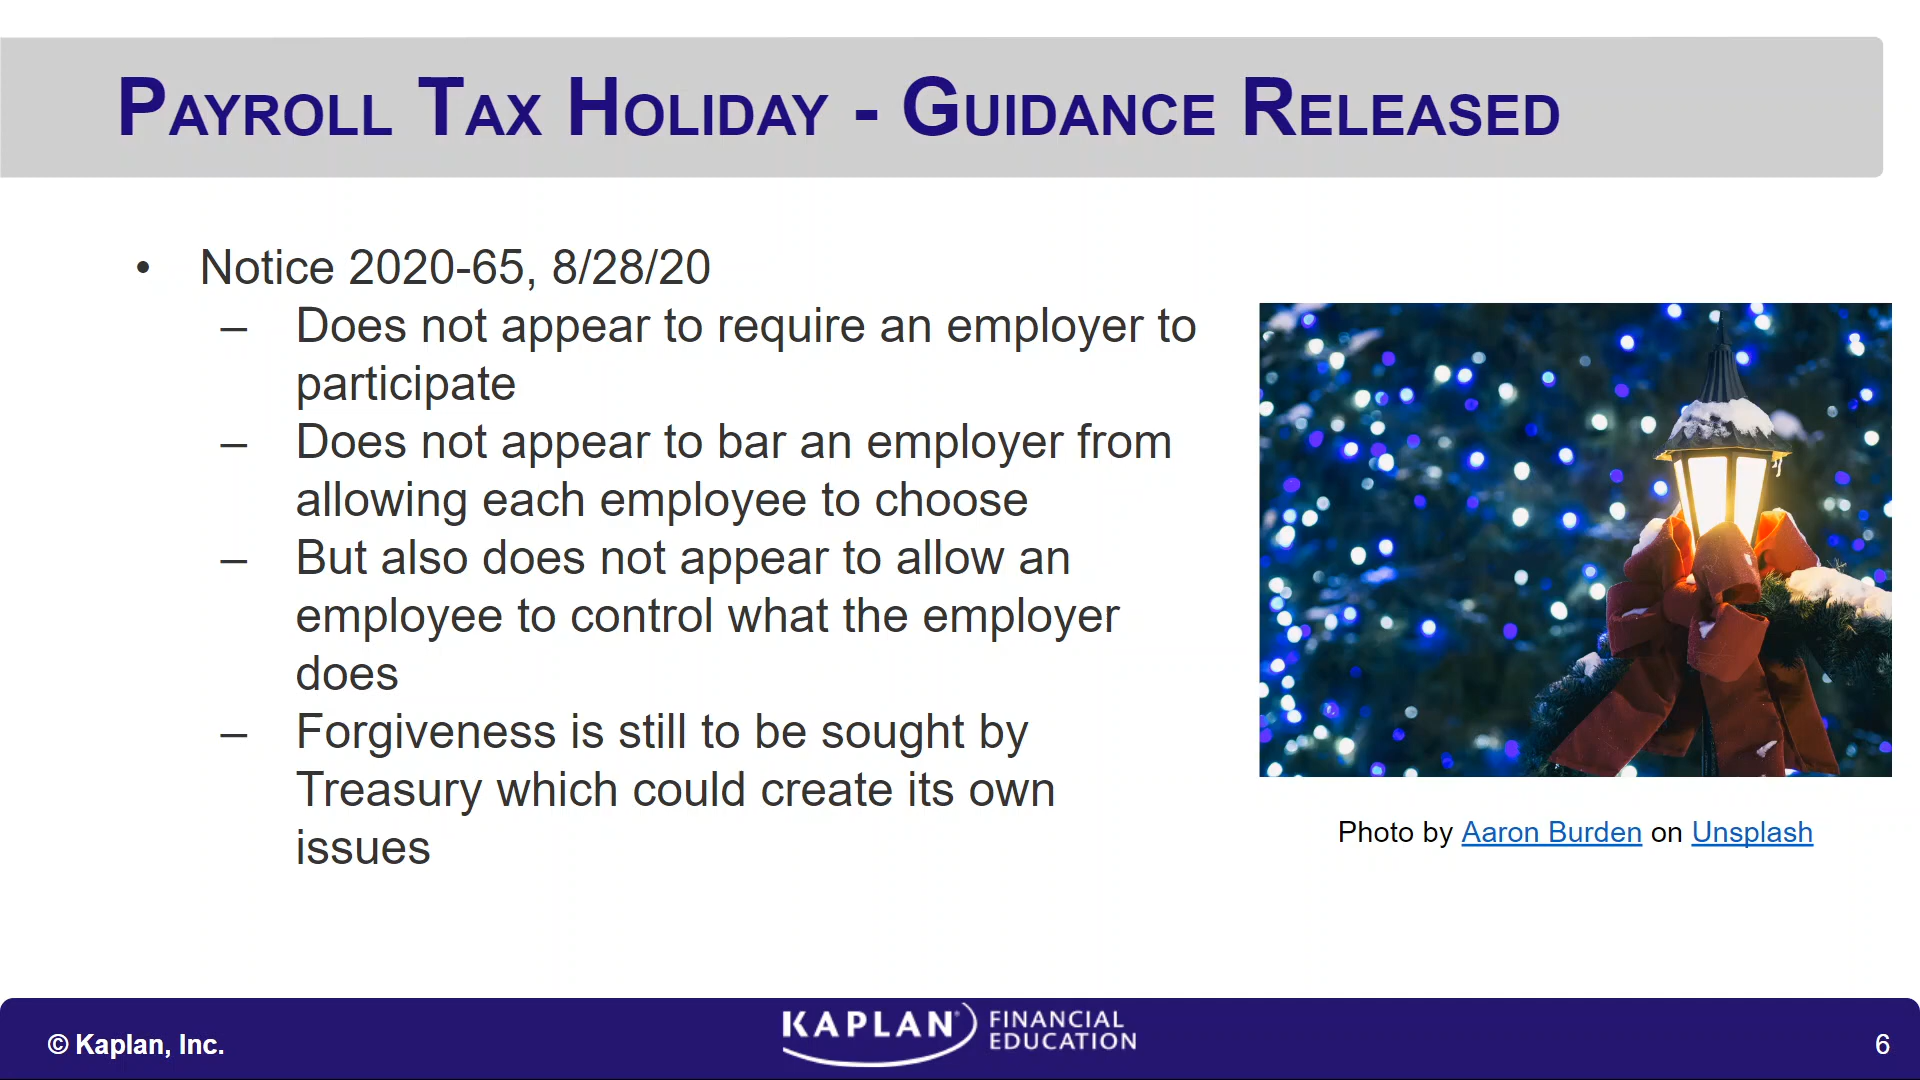 Payroll Tax Holiday - Guidance Released
• Notice 2020-65, 8/28/20
– Does not appear to require an employer to
participate
– Does not appear to bar an employer from
allowing each employee to choose
– But also does not appear to allow an
employee to control what the employer
does
– Forgiveness is still to be sought by
Treasury which could create its own
issues
Photo by Aaron Burden on Unsplash
© Kaplan, Inc.
KAPLAN
FINANCIAL
EDUCATION
6